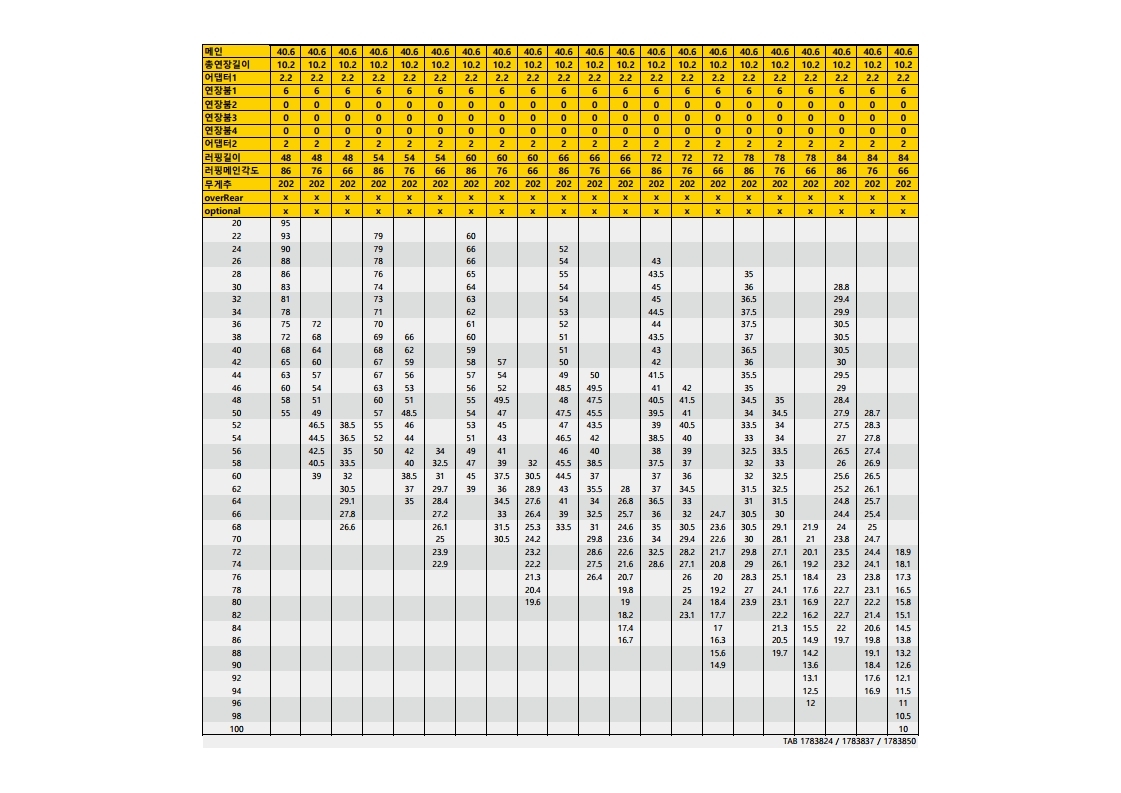 메인 40.6 40.6 40.6 40.6 40.6 40.6 40.6 40.6 40.6 40.6 40.6 40.6 40.6 40.6 40.6 40.6 40.6 40.6 40.6 40.6 40.6
총연장길이 10.2 10.2 10.2 10.2 10.2 10.2 10.2 10.2 10.2 10.2 10.2 10.2 10.2 10.2 10.2 10.2 10.2 10.2 10.2 10.2 10.2
어댑터1 2.2 2.2 2.2 2.2 2.2 2.2 2.2 2.2 2.2 2.2 2.2 2.2 2.2 2.2 2.2 2.2 2.2 2.2 2.2 2.2 2.2
연장붐1 6 6 6 6 6 6 6 6 6 6 6 6 6 6 6 6 6 6 6 6 6
연장붐2 0 0 0 0 0 0 0 0 0 0 0 0 0 0 0 0 0 0 0 0 0
연장붐3 0 0 0 0 0 0 0 0 0 0 0 0 0 0 0 0 0 0 0 0 0
연장붐4 0 0 0 0 0 0 0 0 0 0 0 0 0 0 0 0 0 0 0 0 0
어댑터2 2 2 2 2 2 2 2 2 2 2 2 2 2 2 2 2 2 2 2 2 2
러핑길이 48 48 48 54 54 54 60 60 60 66 66 66 72 72 72 78 78 78 84 84 84
러핑메인각도 86 76 66 86 76 66 86 76 66 86 76 66 86 76 66 86 76 66 86 76 66
무게추 202 202 202 202 202 202 202 202 202 202 202 202 202 202 202 202 202 202 202 202 202
overRear x x x x x x x x x x x x x x x x x x x x x
optional x x x x x x x x x x x x x x x x x x x x x
20 95
22 93 79 60
24 90 79 66 52
26 88 78 66 54 43
28 86 76 65 55 43.5 35
30 83 74 64 54 45 36 28.8
32 81 73 63 54 45 36.5 29.4
34 78 71 62 53 44.5 37.5 29.9
36 75 72 70 61 52 44 37.5 30.5
38 72 68 69 66 60 51 43.5 37 30.5
40 68 64 68 62 59 51 43 36.5 30.5
42 65 60 67 59 58 57 50 42 36 30
44 63 57 67 56 57 54 49 50 41.5 35.5 29.5
46 60 54 63 53 56 52 48.5 49.5 41 42 35 29
48 58 51 60 51 55 49.5 48 47.5 40.5 41.5 34.5 35 28.4
50 55 49 57 48.5 54 47 47.5 45.5 39.5 41 34 34.5 27.9 28.7
52 46.5 38.5 55 46 53 45 47 43.5 39 40.5 33.5 34 27.5 28.3
54 44.5 36.5 52 44 51 43 46.5 42 38.5 40 33 34 27 27.8
56 42.5 35 50 42 34 49 41 46 40 38 39 32.5 33.5 26.5 27.4
58 40.5 33.5 40 32.5 47 39 32 45.5 38.5 37.5 37 32 33 26 26.9
60 39 32 38.5 31 45 37.5 30.5 44.5 37 37 36 32 32.5 25.6 26.5
62 30.5 37 29.7 39 36 28.9 43 35.5 28 37 34.5 31.5 32.5 25.2 26.1
64 29.1 35 28.4 34.5 27.6 41 34 26.8 36.5 33 31 31.5 24.8 25.7
66 27.8 27.2 33 26.4 39 32.5 25.7 36 32 24.7 30.5 30 24.4 25.4
68 26.6 26.1 31.5 25.3 33.5 31 24.6 35 30.5 23.6 30.5 29.1 21.9 24 25
70 25 30.5 24.2 29.8 23.6 34 29.4 22.6 30 28.1 21 23.8 24.7
72 23.9 23.2 28.6 22.6 32.5 28.2 21.7 29.8 27.1 20.1 23.5 24.4 18.9
74 22.9 22.2 27.5 21.6 28.6 27.1 20.8 29 26.1 19.2 23.2 24.1 18.1
76 21.3 26.4 20.7 26 20 28.3 25.1 18.4 23 23.8 17.3
78 20.4 19.8 25 19.2 27 24.1 17.6 22.7 23.1 16.5
80 19.6 19 24 18.4 23.9 23.1 16.9 22.7 22.2 15.8
82 18.2 23.1 17.7 22.2 16.2 22.7 21.4 15.1
84 17.4 17 21.3 15.5 22 20.6 14.5
86 16.7 16.3 20.5 14.9 19.7 19.8 13.8
88 15.6 19.7 14.2 19.1 13.2
90 14.9 13.6 18.4 12.6
92 13.1 17.6 12.1
94 12.5 16.9 11.5
96 12 11
98 10.5
100 10
TAB 1783824 / 1783837 / 1783850